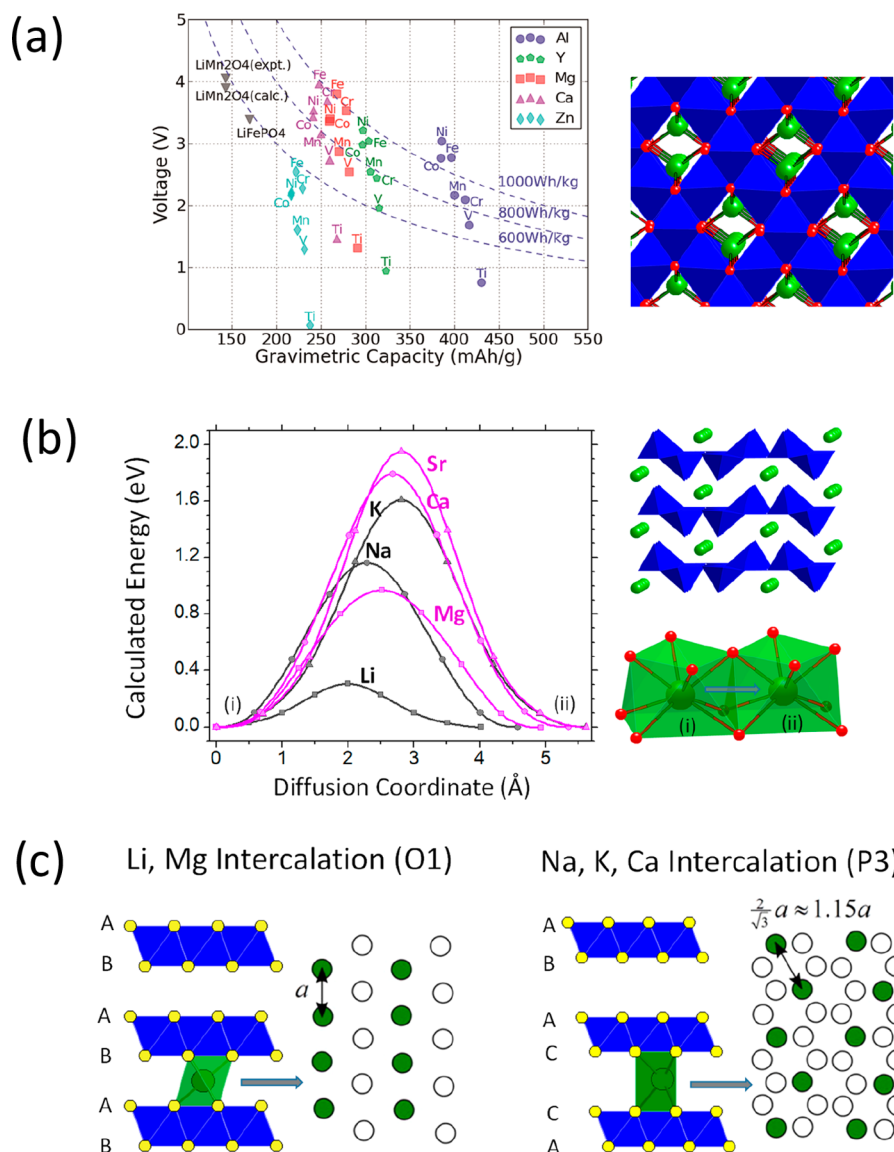 (a)
5
4
3
2
1
0
Voltage (V)
150 200 250 300 350 400 450 500 550
Gravimetric Capacity (mAh/g)
Al
Y
Mg
Ca
Zn
LiMn2O4(expt.)
LiMn2O4(calc.)
LiFePO4
Fe
Cr
Ni
Co
Mn
V
Ti
Fe
Cr
Ni
Co
Mn
V
Ti
Ni
Fe
Co
Mn
Cr
V
Ti
Ni
Fe
Co
Mn
Cr
V
Ti
Fe
Ni
Cr
Co
Mn
V
Ti
1000Wh/kg
800Wh/kg
600Wh/kg
(b)
2.0
1.6
1.2
0.8
0.4
0.0
Calculated Energy (eV)
Sr
Ca
K
Na
Mg
Li
(i)
(ii)
0 1 2 3 4 5
Diffusion Coordinate (Å)
(i)
(ii)
(c)
Li, Mg Intercalation (O1)
A
B
A
B
A
B
a
Na, K, Ca Intercalation (P3)
A
B
A
C
C
A
2/√3 a ≈ 1.15a